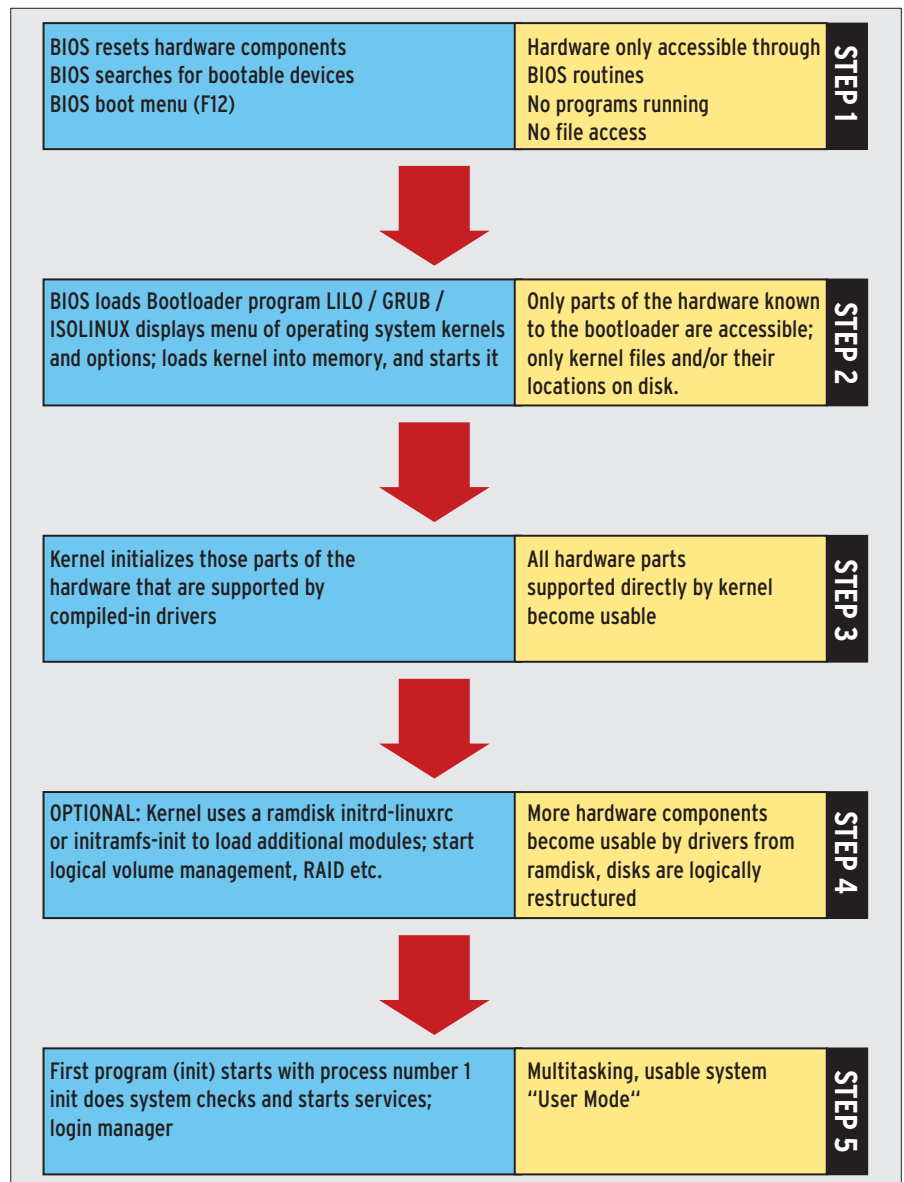 BIOS resets hardware components
BIOS searches for bootable devices
BIOS boot menu (F12)
Hardware only accessible through
BIOS routines
No programs running
No file access
STEP 1
BIOS loads Bootloader program LILO / GRUB /
ISOLINUX displays menu of operating system kernels
and options; loads kernel into memory, and starts it
Only parts of the hardware known
to the bootloader are accessible;
only kernel files and/or their
locations on disk.
STEP 2
Kernel initializes those parts of the
hardware that are supported by
compiled-in drivers
All hardware parts
supported directly by kernel
become usable
STEP 3
OPTIONAL: Kernel uses a ramdisk initrd-linuxrc
or initramfs-init to load additional modules; start
logical volume management, RAID etc.
More hardware components
become usable by drivers from
ramdisk, disks are logically
restructured
STEP 4
First program (init) starts with process number 1
init does system checks and starts services;
login manager
Multitasking, usable system
“User Mode“
STEP 5